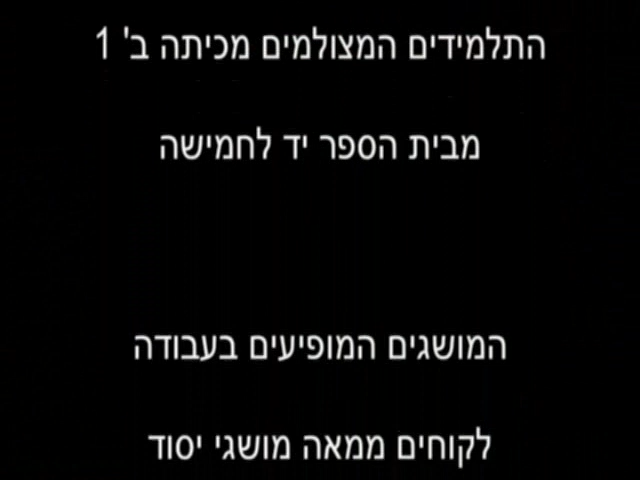 התלמידים המצולמים מכיתה ב' 1
מבית הספר יד לחמישה
המושגים המופיעים בעבודה
לקוחים ממאה מושגי יסוד